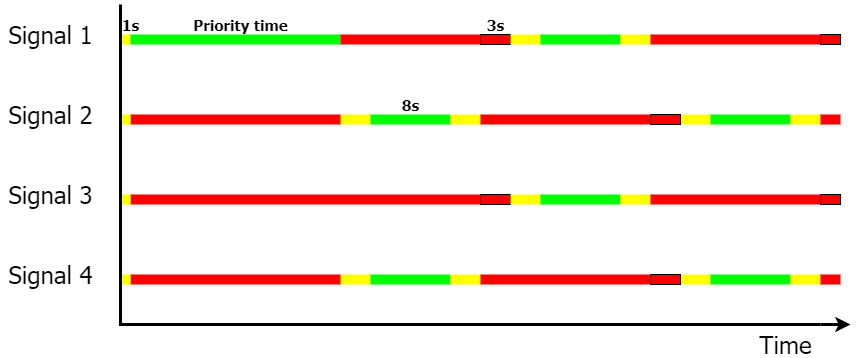 1s
Priority time
3s
Signal 1
8s
Signal 2
Signal 3
Signal 4
Time